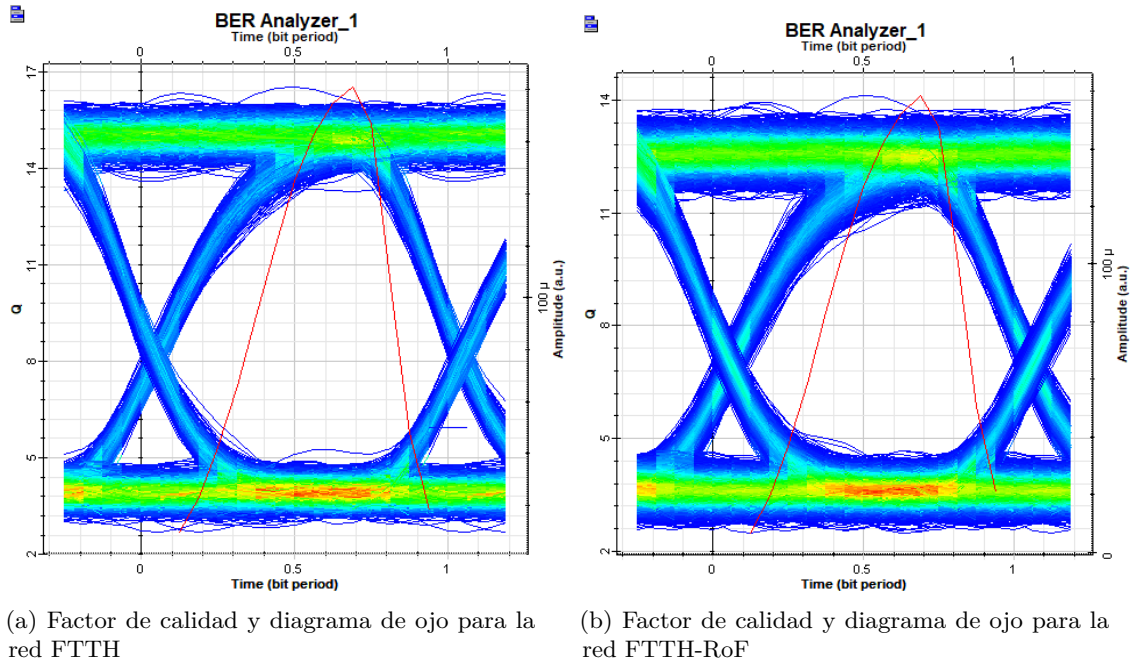 BER Analyzer_1
Time (bit period)
0 0.5 1
17
14
11
8
5
2
Q
100 µ
Amplitude (a.u.)
0 0.5 1
Time (bit period)
(a) Factor de calidad y diagrama de ojo para la
red FTTH
BER Analyzer_1
Time (bit period)
0 0.5 1
14
11
8
5
2
Q
100 µ
0
Amplitude (a.u.)
0 0.5 1
Time (bit period)
(b) Factor de calidad y diagrama de ojo para la
red FTTH-RoF